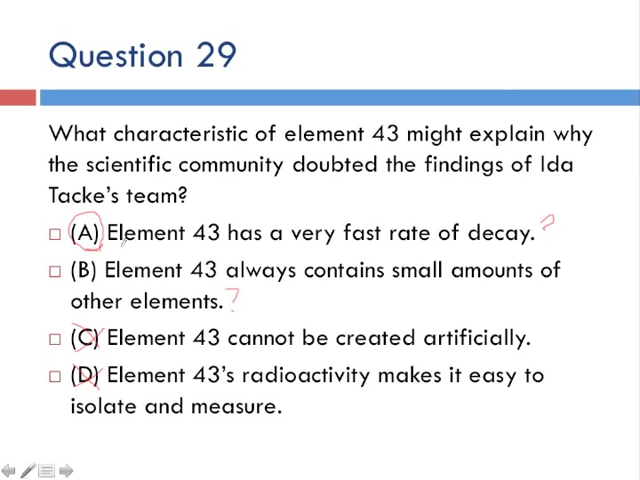 Question 29
What characteristic of element 43 might explain why
the scientific community doubted the findings of Ida
Tacke's team?
(A) Element 43 has a very fast rate of decay. ?
(B) Element 43 always contains small amounts of
other elements. ?
(C) Element 43 cannot be created artificially.
(D) Element 43's radioactivity makes it easy to
isolate and measure.